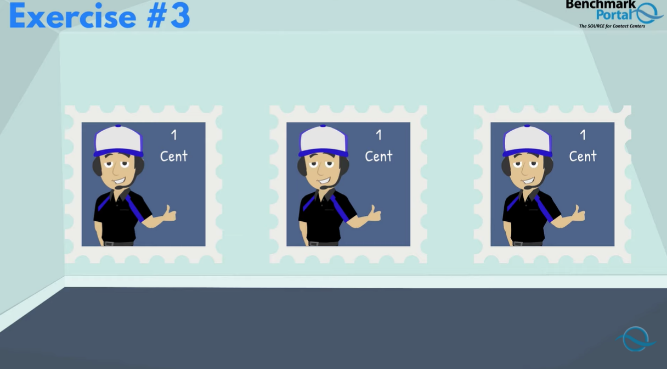 Exercise #3
Benchmark
Portal
The SOURCE for Contact Centers
1
Cent
1
Cent
1
Cent